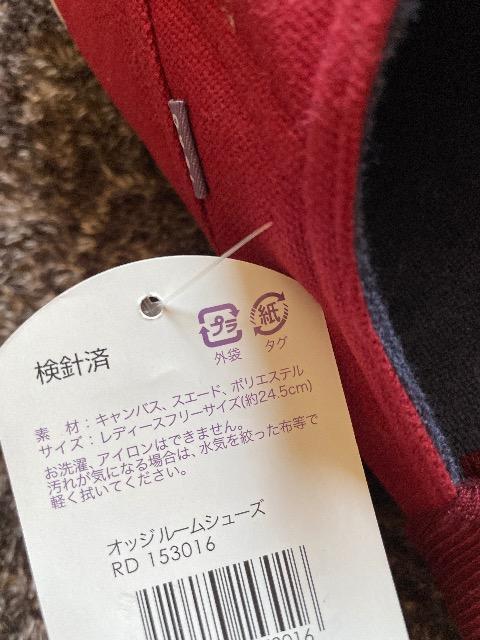 プラ
外袋
紙
タグ
検針済
素 材：キャンバス、スエード、ポリエステル
サイズ：レディースフリーサイズ(約24.5cm)
お洗濯、アイロンはできません。
汚れが気になる場合は、水気を絞った布等で
軽く拭いてください。
オッジ ルームシューズ
RD 153016